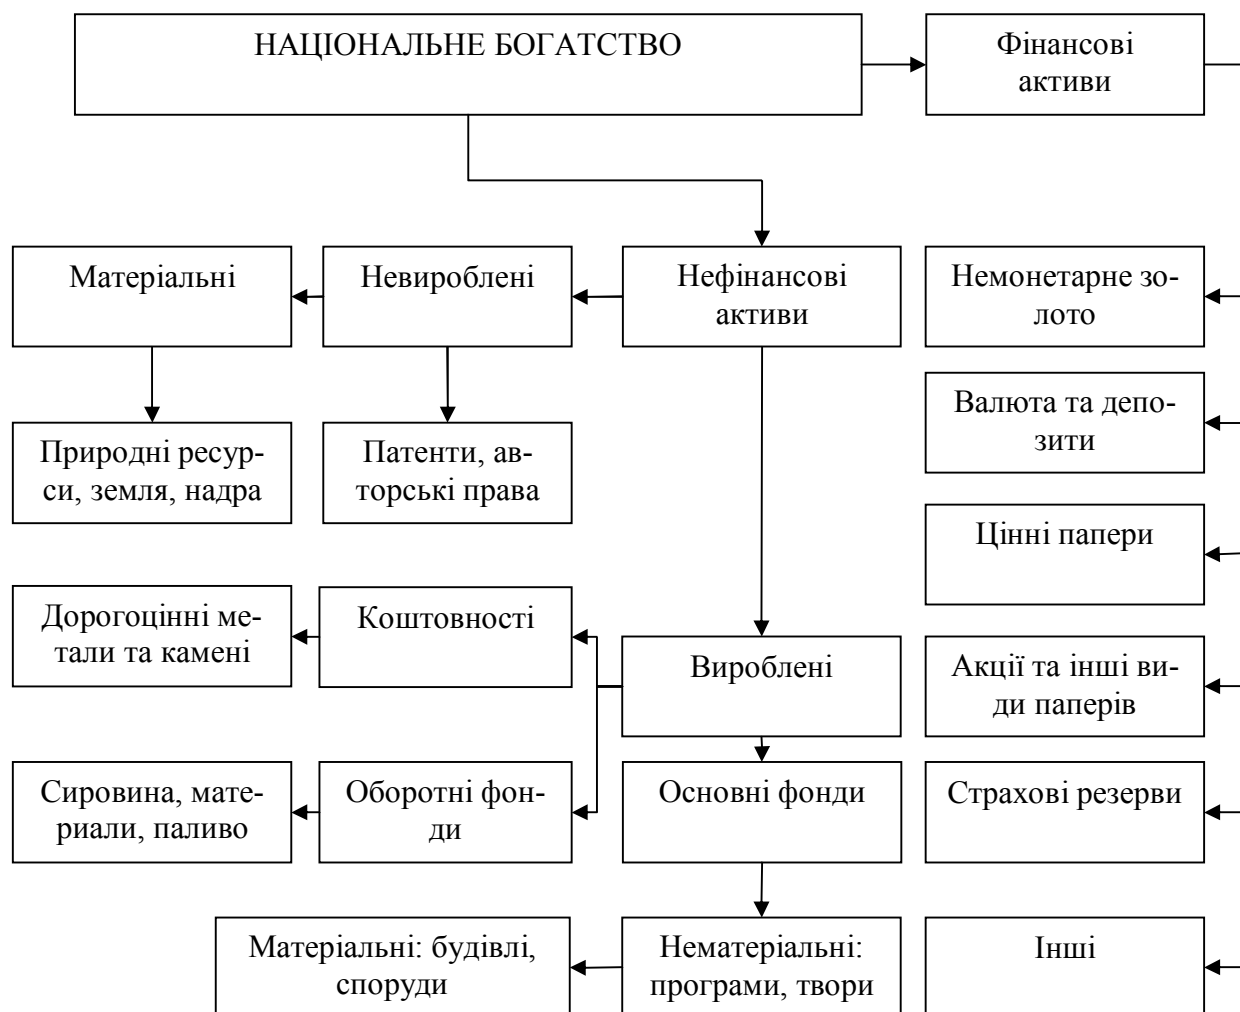 НАЦІОНАЛЬНЕ БОГАТСТВО
Фінансові
активи
Матеріальні
Невироблені
Нефінансові
активи
Немонетарне зо-
лото
Валюта та депо-
зити
Природні ресур-
си, земля, надра
Патенти, ав-
торські права
Цінні папери
Дорогоцінні ме-
тали та камені
Коштовності
Вироблені
Акції та інші ви-
ди паперів
Сировина, мате-
риали, паливо
Оборотні фон-
ди
Основні фонди
Страхові резерви
Матеріальні: будівлі,
споруди
Нематеріальні:
програми, твори
Інші